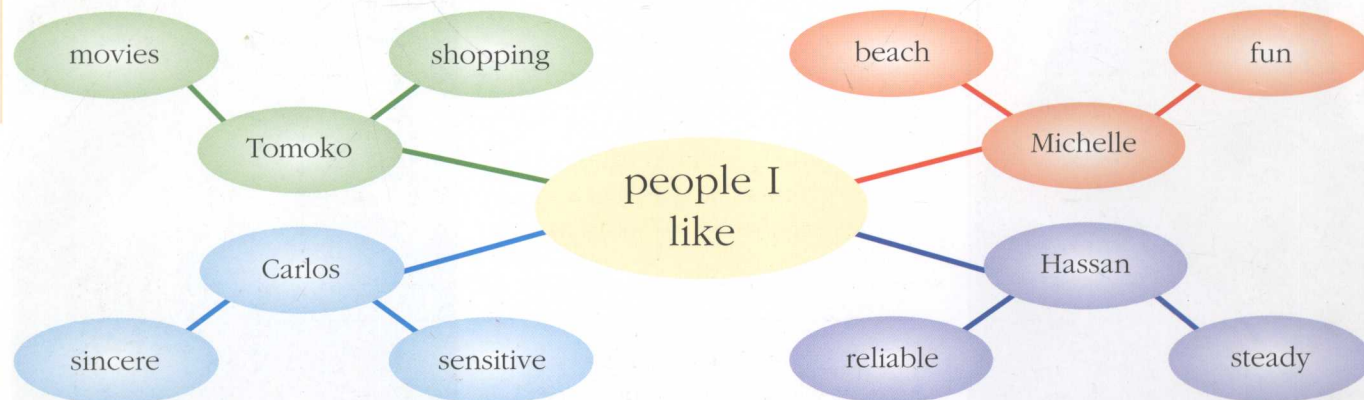 movies
shopping
Tomoko
beach
fun
Michelle
people I
like
Carlos
sincere
sensitive
Hassan
reliable
steady